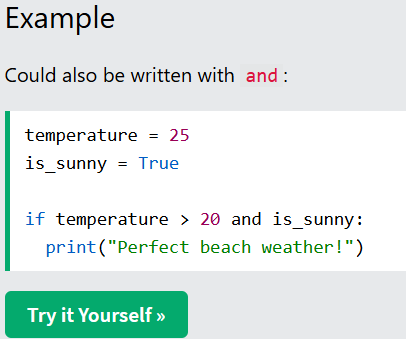 Example
Could also be written with and:
temperature = 25
is_sunny = True
if temperature > 20 and is_sunny:
  print("Perfect beach weather!")
Try it Yourself »